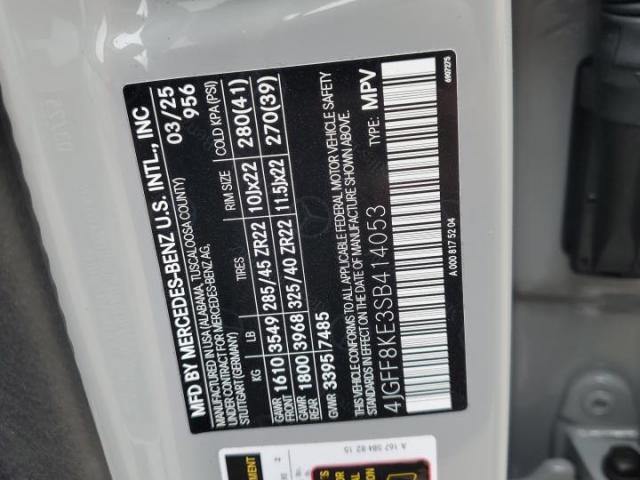 MFD BY MERCEDES-BENZ U.S. INTL., INC
MANUFACTURED IN USA (ALABAMA, TUSCALOOSA COUNTY) 03/25
UNDER CONTRACT FOR MERCEDES-BENZ AG, 956
STUTTGART (GERMANY)
KG LB TIRES RIM SIZE COLD KPA (PSI)
GAWR FRONT 1610 3549 285/45 ZR22 10Jx22 280(41)
GAWR REAR 1800 3968 325/40 ZR22 11.5Jx22 270(39)
GVWR 3395 7485
THIS VEHICLE CONFORMS TO ALL APPLICABLE FEDERAL MOTOR VEHICLE SAFETY
STANDARDS IN EFFECT ON THE DATE OF MANUFACTURE SHOWN ABOVE.
4JGFF8KE3SB414053 TYPE: MPV
A 000 817 52 04
6907275
A 167 584 82 15